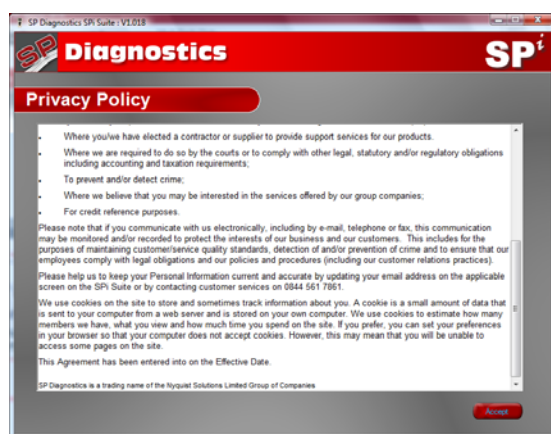 SP Diagnostics SPi Suite : V1.018
SP Diagnostics SPi
Privacy Policy
• Where you/we have elected a contractor or supplier to provide support services for our products.
• Where we are required to do so by the courts or to comply with other legal, statutory and/or regulatory obligations
including accounting and taxation requirements;
• To prevent and/or detect crime;
• Where we believe that you may be interested in the services offered by our group companies;
• For credit reference purposes.
Please note that if you communicate with us electronically, including by e-mail, telephone or fax, this communication
may be monitored and/or recorded to protect the interests of our business and our customers. This includes for the
purposes of maintaining customer/service quality standards, detection of and/or prevention of crime and to ensure that our
employees comply with legal obligations and our policies and procedures (including our customer relations practices).
Please help us to keep your Personal Information current and accurate by updating your email address on the applicable
screen on the SPi Suite or by contacting customer services on 0844 561 7861.
We use cookies on the site to store and sometimes track information about you. A cookie is a small amount of data that
is sent to your computer from a web server and is stored on your own computer. We use cookies to estimate how many
members we have, what you view and how much time you spend on the site. If you prefer, you can set your preferences
in your browser so that your computer does not accept cookies. However, this may mean that you will be unable to
access some pages on the site.
This Agreement has been entered into on the Effective Date.
SP Diagnostics is a trading name of the Nyquist Solutions Limited Group of Companies
Accept